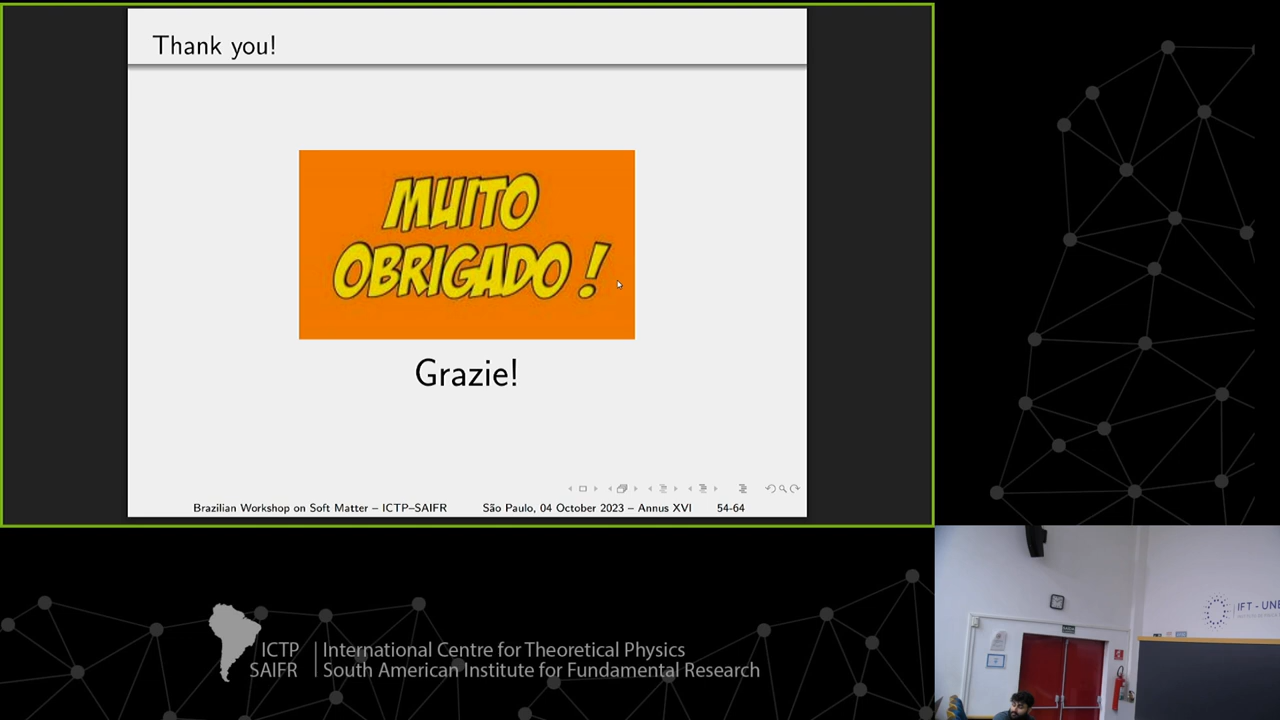 Thank you!
MUITO
OBRIGADO !
Grazie!
Brazilian Workshop on Soft Matter – ICTP–SAIFR São Paulo, 04 October 2023 – Annus XVI 54-64
ICTP
SAIFR
International Centre for Theoretical Physics
South American Institute for Fundamental Research
IFT - UNE